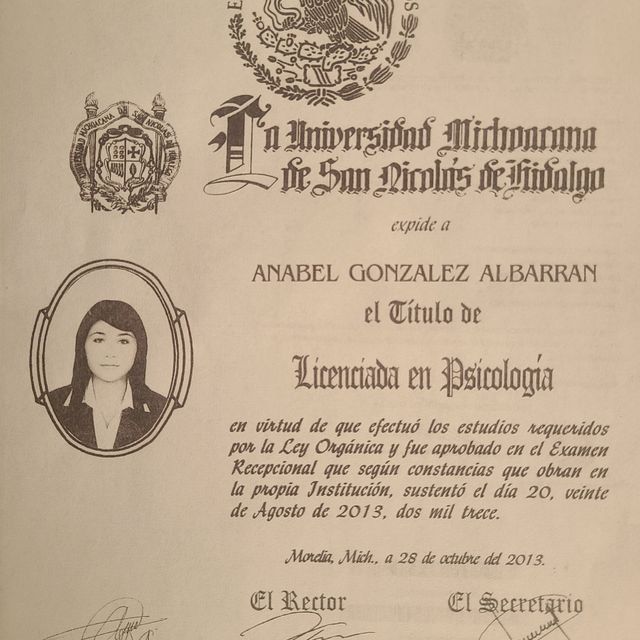 La Universidad Michoacana
de San Nicolás de Hidalgo
expide a
ANABEL GONZALEZ ALBARRAN
el Título de
Licenciada en Psicología
en virtud de que efectuó los estudios requeridos
por la Ley Orgánica y fue aprobado en el Examen
Recepcional que según constancias que obran en
la propia Institución, sustentó el día 20, veinte
de Agosto de 2013, dos mil trece.
Morelia, Mich., a 28 de octubre del 2013.
El Rector El Secretario